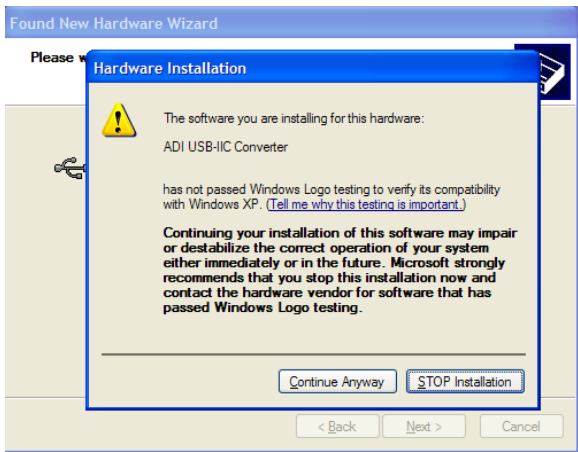 Found New Hardware Wizard
Please w
Hardware Installation
The software you are installing for this hardware:
ADI USB-IIC Converter
has not passed Windows Logo testing to verify its compatibility
with Windows XP. (Tell me why this testing is important.)
Continuing your installation of this software may impair
or destabilize the correct operation of your system
either immediately or in the future. Microsoft strongly
recommends that you stop this installation now and
contact the hardware vendor for software that has
passed Windows Logo testing.
Continue Anyway
STOP Installation
< Back
Next >
Cancel